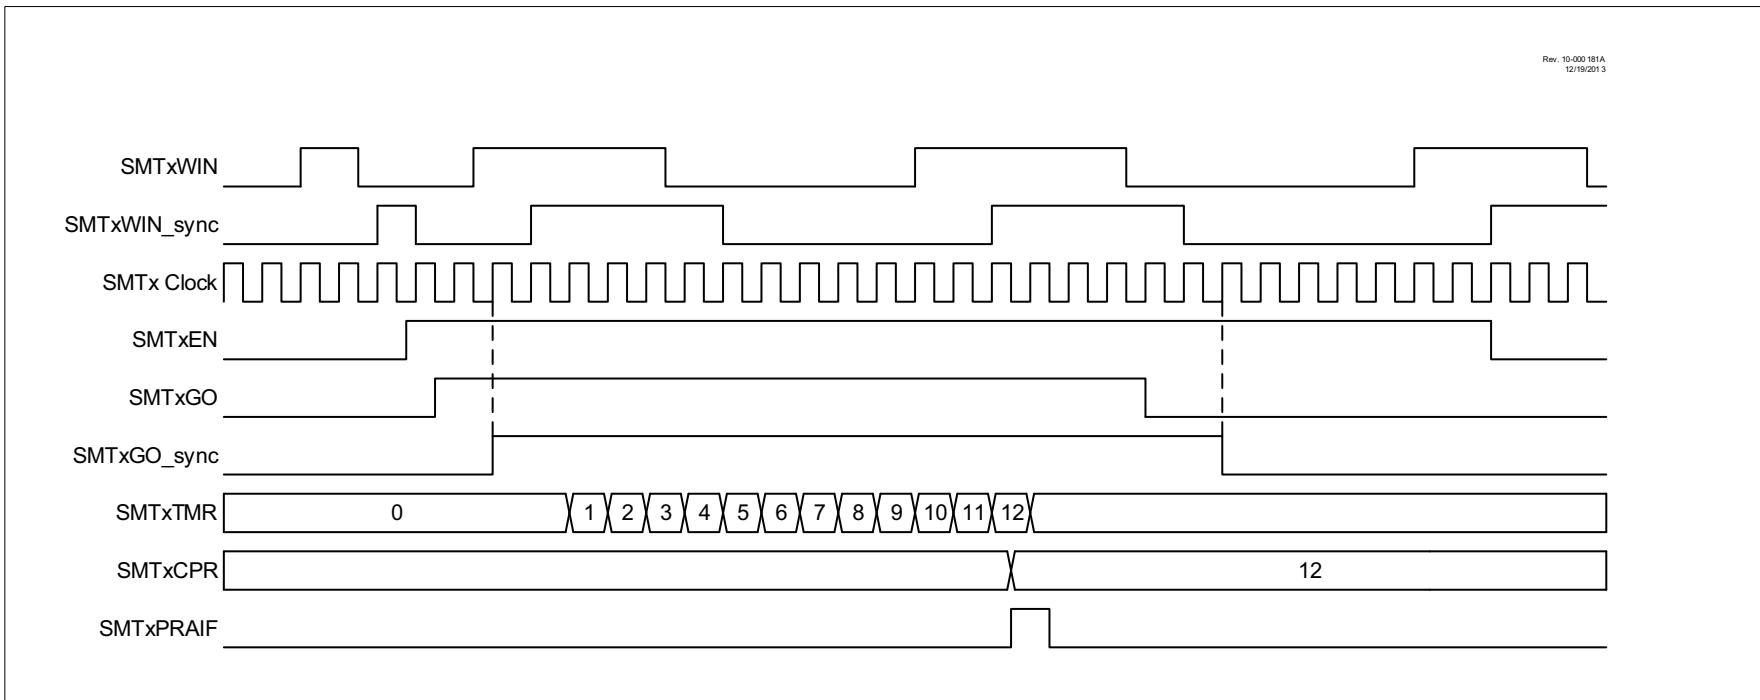 Rev. 10-000 181A
12/19/201 3
SMTxWIN
SMTxWIN_sync
SMTx Clock
SMTxEN
SMTxGO
SMTxGO_sync
SMTxTMR 0 1 2 3 4 5 6 7 8 9 10 11 12
SMTxCPR 12
SMTxPRAIF